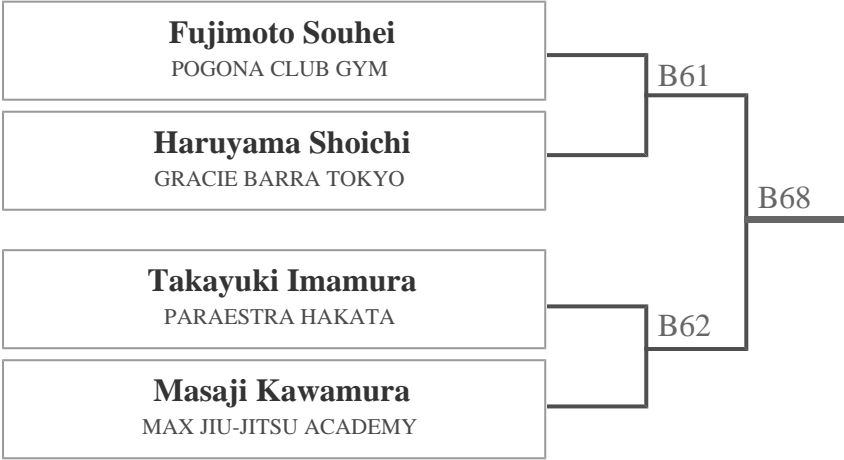 Fujimoto Souhei
POGONA CLUB GYM
B61
Haruyama Shoichi
GRACIE BARRA TOKYO
B68
Takayuki Imamura
PARAESTRA HAKATA
B62
Masaji Kawamura
MAX JIU-JITSU ACADEMY